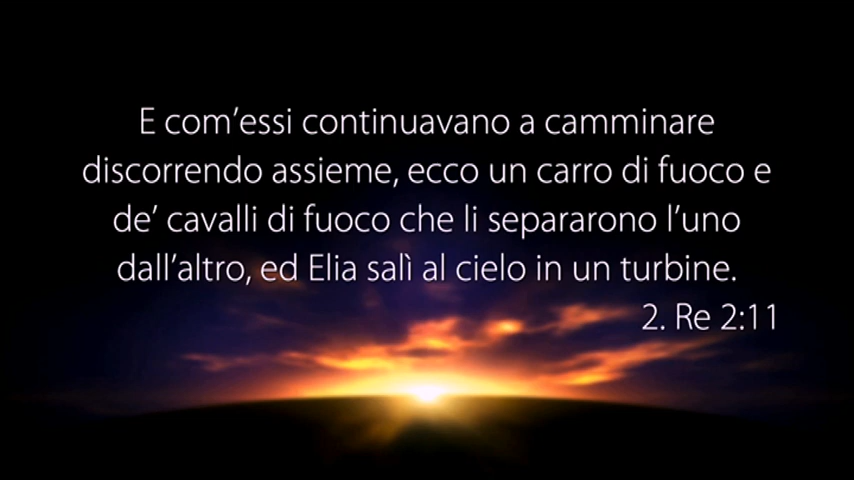 E com’essi continuavano a camminare
discorrendo assieme, ecco un carro di fuoco e
de’ cavalli di fuoco che li separarono l’uno
dall’altro, ed Elia salì al cielo in un turbine.
2. Re 2:11